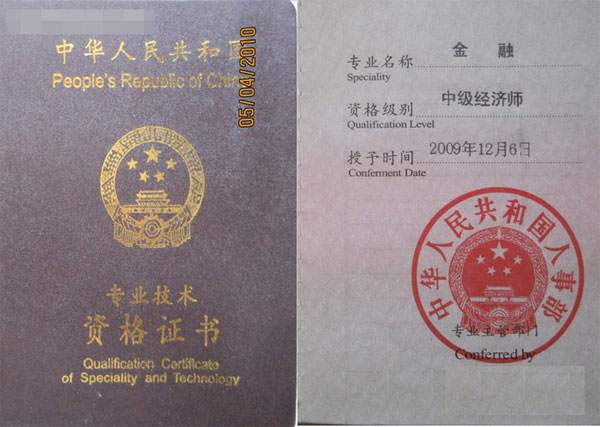 中华人民共和国
People's Republic of China
05/04/2010
专业技术
资格证书
Qualification Certificate
of Speciality and Technology
专业名称 金 融
Speciality
资格级别 中级经济师
Qualification Level
授予时间 2009年12月6日
Conferment Date
中华人民共和国人事部
专业主管部门
Conferred by